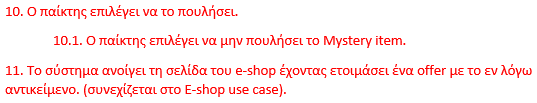 10. Ο παίκτης επιλέγει να το πουλήσει.
10.1. Ο παίκτης επιλέγει να μην πουλήσει το Mystery item.
11. Το σύστημα ανοίγει τη σελίδα του e-shop έχοντας ετοιμάσει ένα offer με το εν λόγω
αντικείμενο. (συνεχίζεται στο E-shop use case).